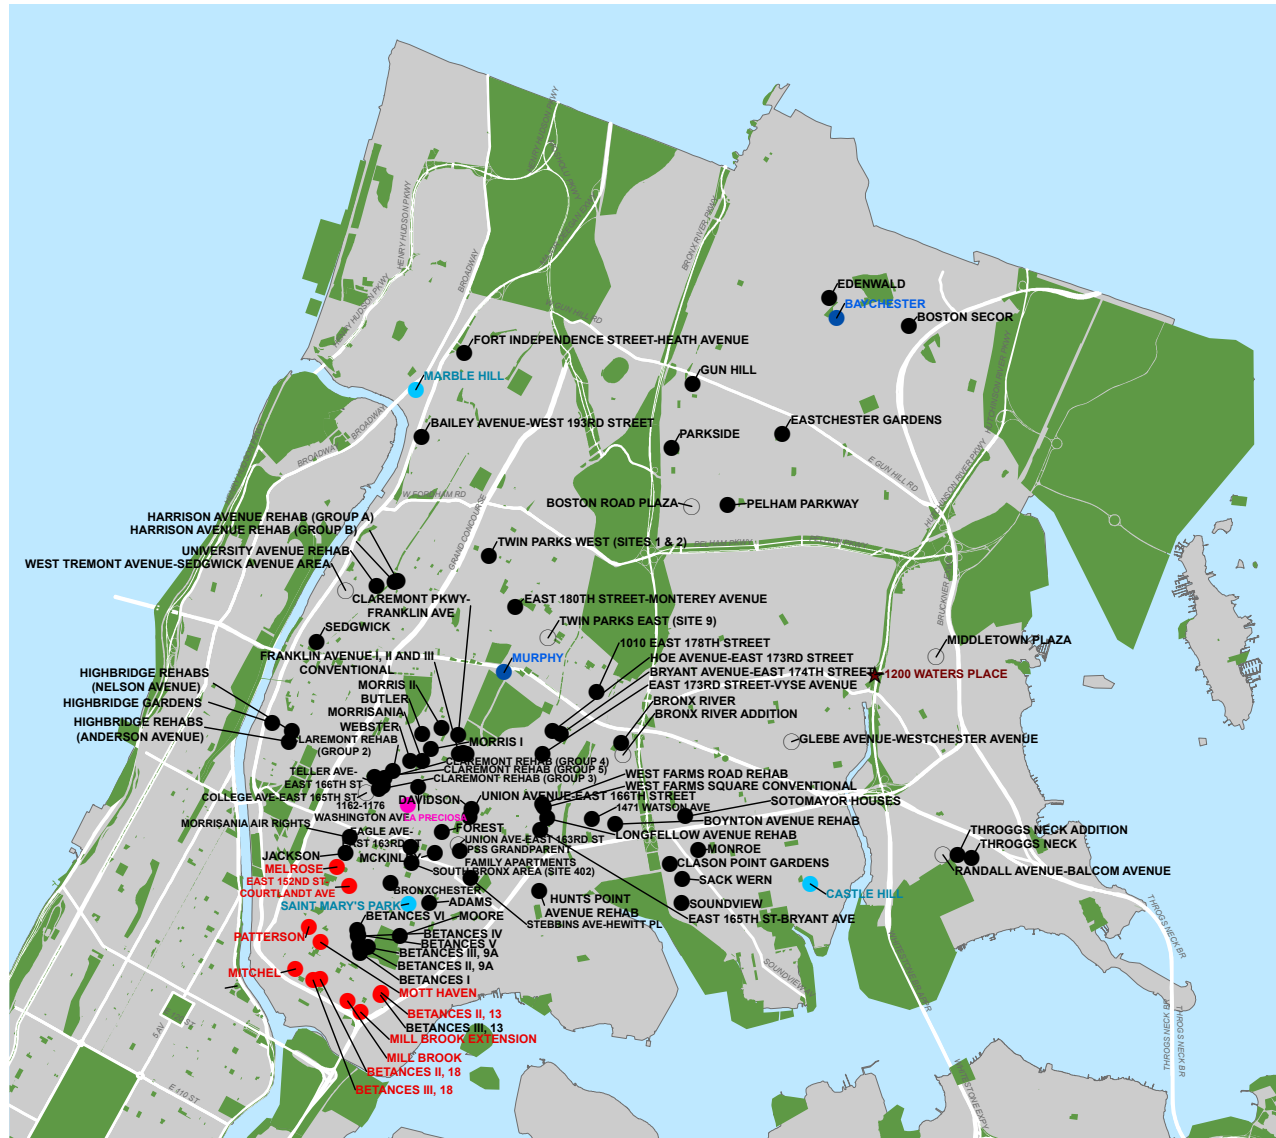 HENRY HUDSON PKWY
BROADWAY
BRONX RIVER PKWY
EDENWALD
BAYCHESTER
BOSTON SECOR
FORT INDEPENDENCE STREET-HEATH AVENUE
MARBLE HILL
GUN HILL
HENRY HUDSON PKWY
BROADWAY
BAILEY AVENUE-WEST 193RD STREET
EASTCHESTER GARDENS
PARKSIDE
E GUN HILL RD
W FORDHAM RD
GRAND CONCOURSE
HUTCHINSON RIVER PKWY
BOSTON ROAD PLAZA
PELHAM PARKWAY
HARRISON AVENUE REHAB (GROUP A)
HARRISON AVENUE REHAB (GROUP B)
UNIVERSITY AVENUE REHAB
WEST TREMONT AVENUE-SEDGWICK AVENUE AREA
TWIN PARKS WEST (SITES 1 & 2)
PELHAM PKWY
CLAREMONT PKWY-
FRANKLIN AVE
EAST 180TH STREET-MONTEREY AVENUE
SEDGWICK
TWIN PARKS EAST (SITE 9)
1010 EAST 178TH STREET
MIDDLETOWN PLAZA
FRANKLIN AVENUE I, II AND III
CONVENTIONAL
MURPHY
HOE AVENUE-EAST 173RD STREET
BRYANT AVENUE-EAST 174TH STREET
EAST 173RD STREET-VYSE AVENUE
1200 WATERS PLACE
HIGHBRIDGE REHABS
(NELSON AVENUE)
HIGHBRIDGE GARDENS
HIGHBRIDGE REHABS
(ANDERSON AVENUE)
MORRIS II
BUTLER
MORRISANIA
WEBSTER
BRONX RIVER
BRONX RIVER ADDITION
CLAREMONT REHAB
(GROUP 2)
MORRIS I
GLEBE AVENUE-WESTCHESTER AVENUE
CLAREMONT REHAB (GROUP 4)
CLAREMONT REHAB (GROUP 5)
CLAREMONT REHAB (GROUP 3)
TELLER AVE-
EAST 166TH ST
COLLEGE AVE-EAST 165TH ST
WEST FARMS ROAD REHAB
WEST FARMS SQUARE CONVENTIONAL
1162-1176
WASHINGTON AVE
DAVIDSON
UNION AVENUE-EAST 166TH STREET
1471 WATSON AVE
SOTOMAYOR HOUSES
EA PRECIOSA
BOYNTON AVENUE REHAB
MORRISANIA AIR RIGHTS
EAGLE AVE-
EAST 163RD ST
FOREST
UNION AVE-EAST 163RD ST
LONGFELLOW AVENUE REHAB
THROGGS NECK ADDITION
THROGGS NECK
JACKSON
MCKINLEY
PSS GRANDPARENT
FAMILY APARTMENTS
MONROE
CLASON POINT GARDENS
RANDALL AVENUE-BALCOM AVENUE
MELROSE
SOUTH BRONX AREA (SITE 402)
EAST 152ND ST-
COURTLANDT AVE
SACK WERN
CASTLE HILL
BRONXCHESTER
SAINT MARY'S PARK
ADAMS
HUNTS POINT
AVENUE REHAB
SOUNDVIEW
BETANCES VI
MOORE
STEBBINS AVE-HEWITT PL
EAST 165TH ST-BRYANT AVE
PATTERSON
BETANCES IV
BETANCES V
BETANCES III, 9A
BETANCES II, 9A
BETANCES I
MITCHEL
MOTT HAVEN
BETANCES II, 13
BETANCES III, 13
MILL BROOK EXTENSION
MILL BROOK
BETANCES II, 18
BETANCES III, 18
5 AV
E 110 ST
THROGS NECK BR